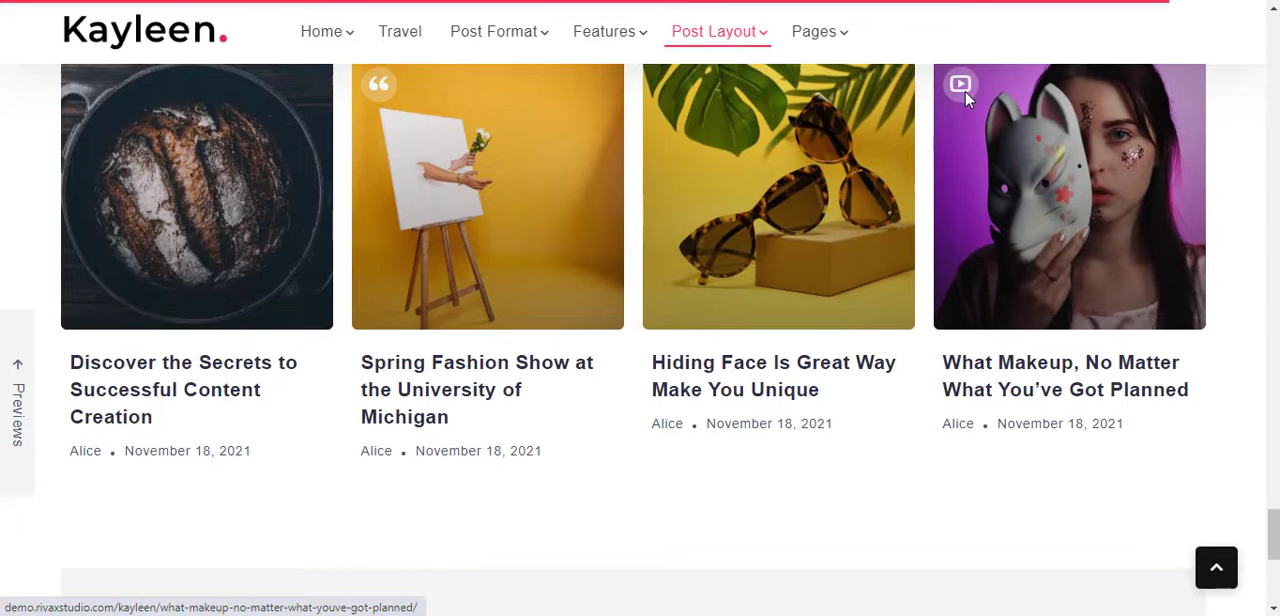 Kayleen.
Home Travel Post Format Features Post Layout Pages
Discover the Secrets to
Successful Content
Creation
Alice • November 18, 2021
Spring Fashion Show at
the University of
Michigan
Alice • November 18, 2021
Hiding Face Is Great Way
Make You Unique
Alice • November 18, 2021
What Makeup, No Matter
What You’ve Got Planned
Alice • November 18, 2021
Previews
demo.rivaxstudio.com/kayleen/what-makeup-no-matter-what-youve-got-planned/